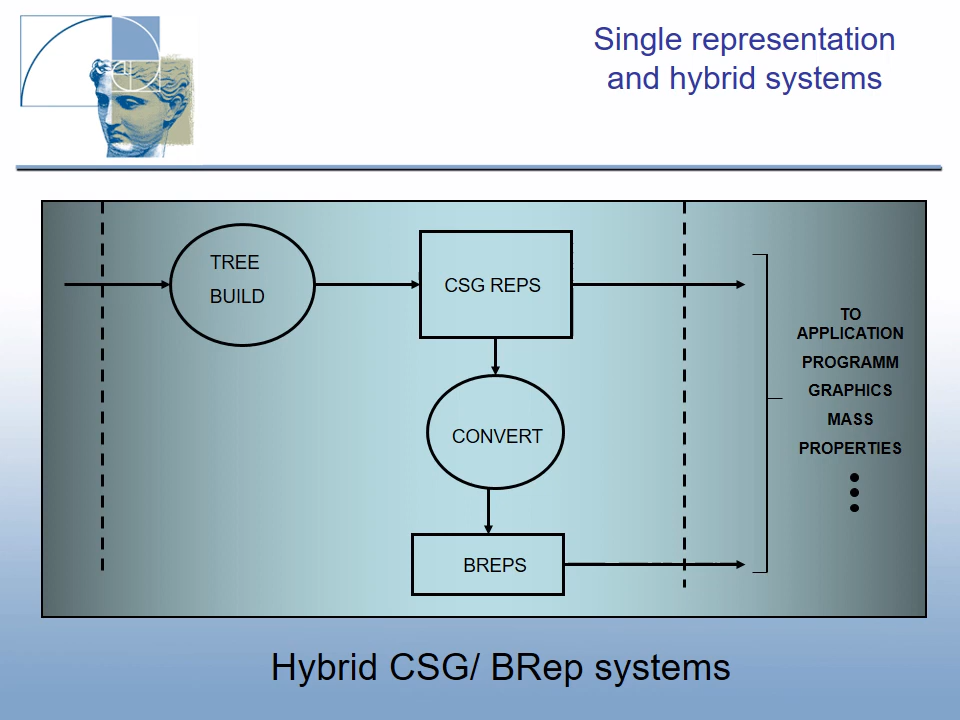 Single representation
and hybrid systems
TREE
BUILD
CSG REPS
CONVERT
BREPS
TO
APPLICATION
PROGRAMM
GRAPHICS
MASS
PROPERTIES
Hybrid CSG/ BRep systems